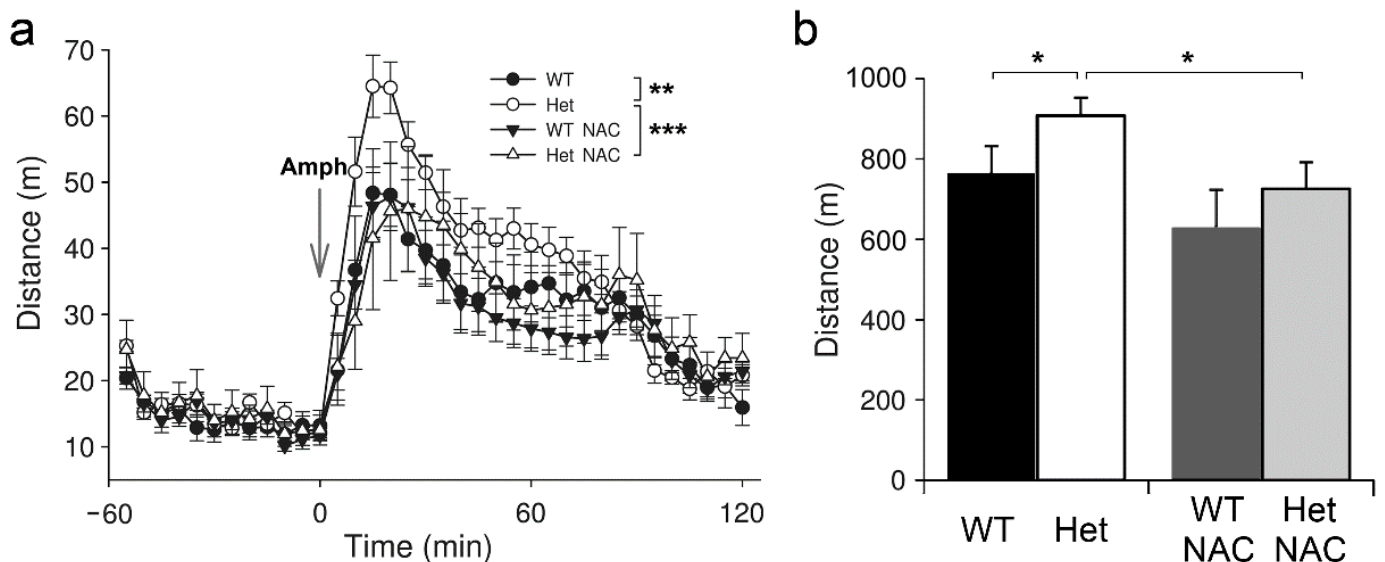 a
70
60
50
40
30
20
10
Distance (m)
−60
0
60
120
Time (min)
Amph
WT
Het
WT NAC
Het NAC
**
***
b
*
*
1000
800
600
400
200
0
Distance (m)
WT
Het
WT
NAC
Het
NAC